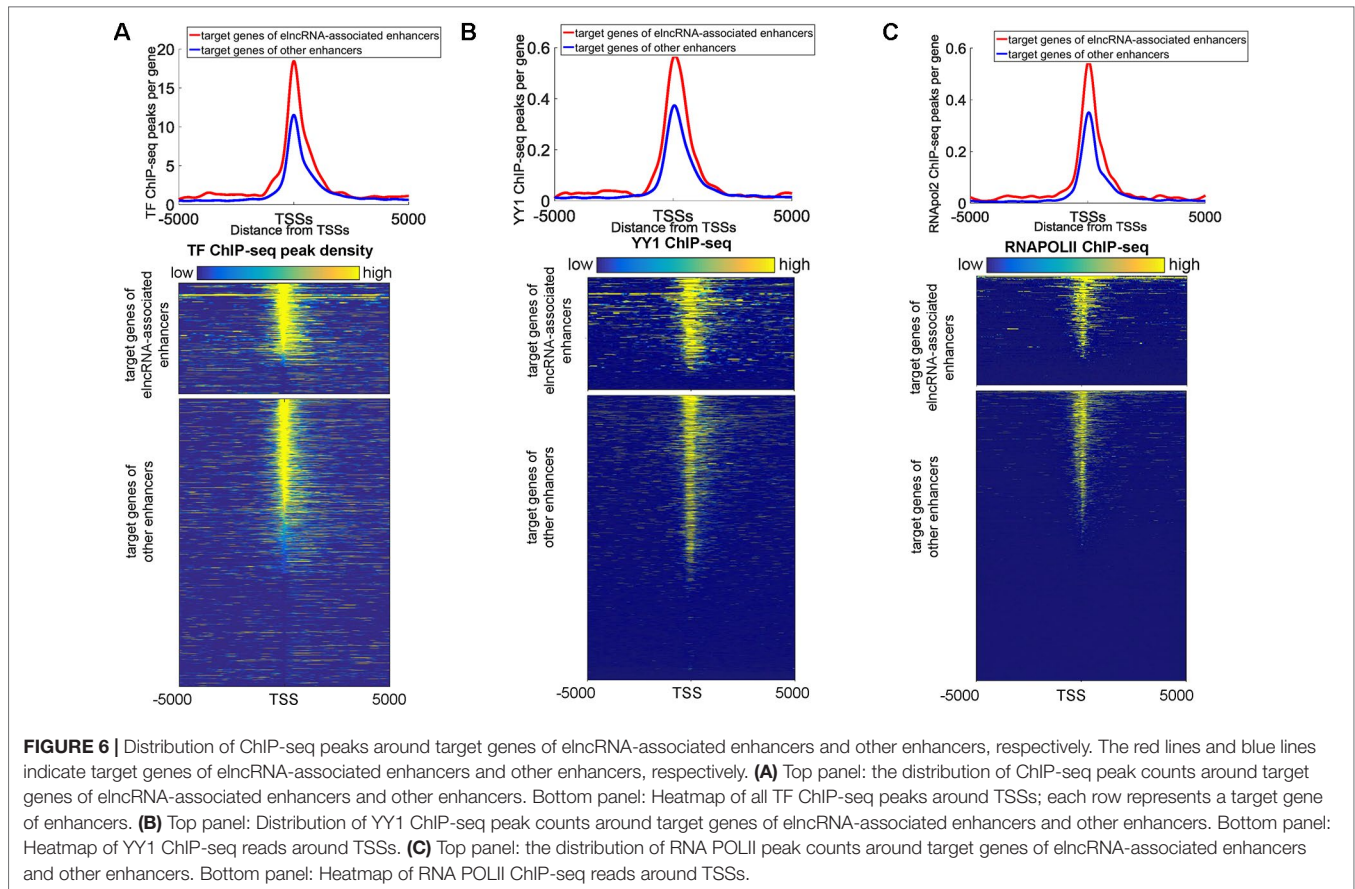 A
target genes of elncRNA-associated enhancers
target genes of other enhancers
TF ChIP-seq peaks per gene
20
15
10
5
0
-5000
TSSs
5000
Distance from TSSs
TF ChIP-seq peak density
low
high
target genes of
elncRNA-associated
enhancers
target genes of
other enhancers
-5000
TSS
5000
B
target genes of elncRNA-associated enhancers
target genes of other enhancers
YY1 ChIP-seq peaks per gene
0.6
0.4
0.2
0
-5000
TSSs
5000
Distance from TSSs
YY1 ChIP-seq
low
high
target genes of
elncRNA-associated
enhancers
target genes of
other enhancers
-5000
TSS
5000
C
target genes of elncRNA-associated enhancers
target genes of other enhancers
RNApol2 ChIP-seq peaks per gene
0.6
0.4
0.2
0
-5000
TSSs
5000
Distance from TSSs
RNAPOLII ChIP-seq
low
high
target genes of
elncRNA-associated
enhancers
target genes of
other enhancers
-5000
TSS
5000
FIGURE 6 | Distribution of ChIP-seq peaks around target genes of elncRNA-associated enhancers and other enhancers, respectively. The red lines and blue lines
indicate target genes of elncRNA-associated enhancers and other enhancers, respectively. (A) Top panel: the distribution of ChIP-seq peak counts around target
genes of elncRNA-associated enhancers and other enhancers. Bottom panel: Heatmap of all TF ChIP-seq peaks around TSSs; each row represents a target gene
of enhancers. (B) Top panel: Distribution of YY1 ChIP-seq peak counts around target genes of elncRNA-associated enhancers and other enhancers. Bottom panel:
Heatmap of YY1 ChIP-seq reads around TSSs. (C) Top panel: the distribution of RNA POLII peak counts around target genes of elncRNA-associated enhancers
and other enhancers. Bottom panel: Heatmap of RNA POLII ChIP-seq reads around TSSs.